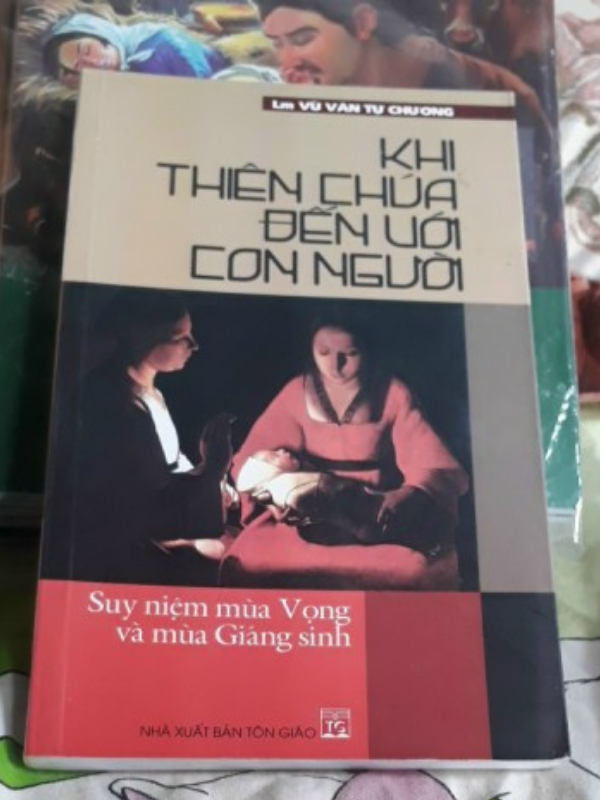 Lm VŨ VĂN TỰ CHƯƠNG
KHI
THIÊN CHÚA
ĐẾN VỚI
CON NGƯỜI
Suy niệm mùa Vọng
và mùa Giáng sinh
NHÀ XUẤT BẢN TÔN GIÁO
TG